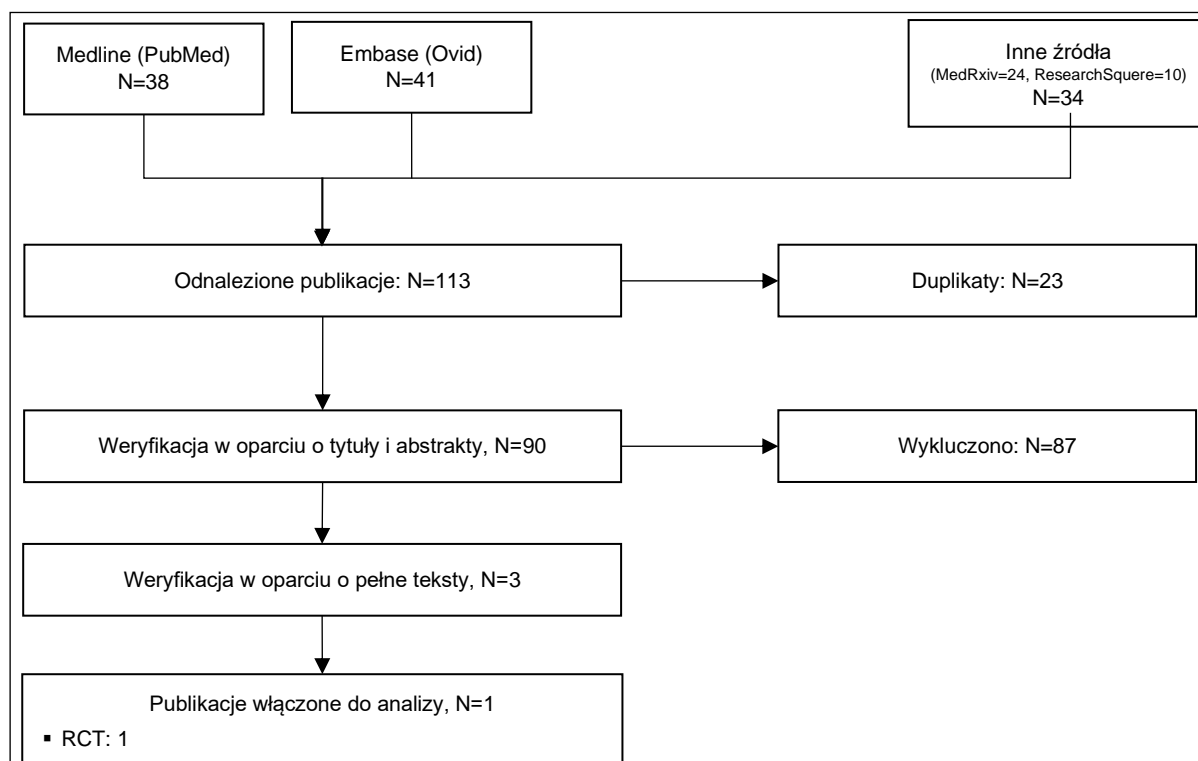 Medline (PubMed)
N=38
Embase (Ovid)
N=41
Inne źródła
(MedRxiv=24, ResearchSquere=10)
N=34
Odnalezione publikacje: N=113
Duplikaty: N=23
Weryfikacja w oparciu o tytuły i abstrakty, N=90
Wykluczono: N=87
Weryfikacja w oparciu o pełne teksty, N=3
Publikacje włączone do analizy, N=1
▪ RCT: 1